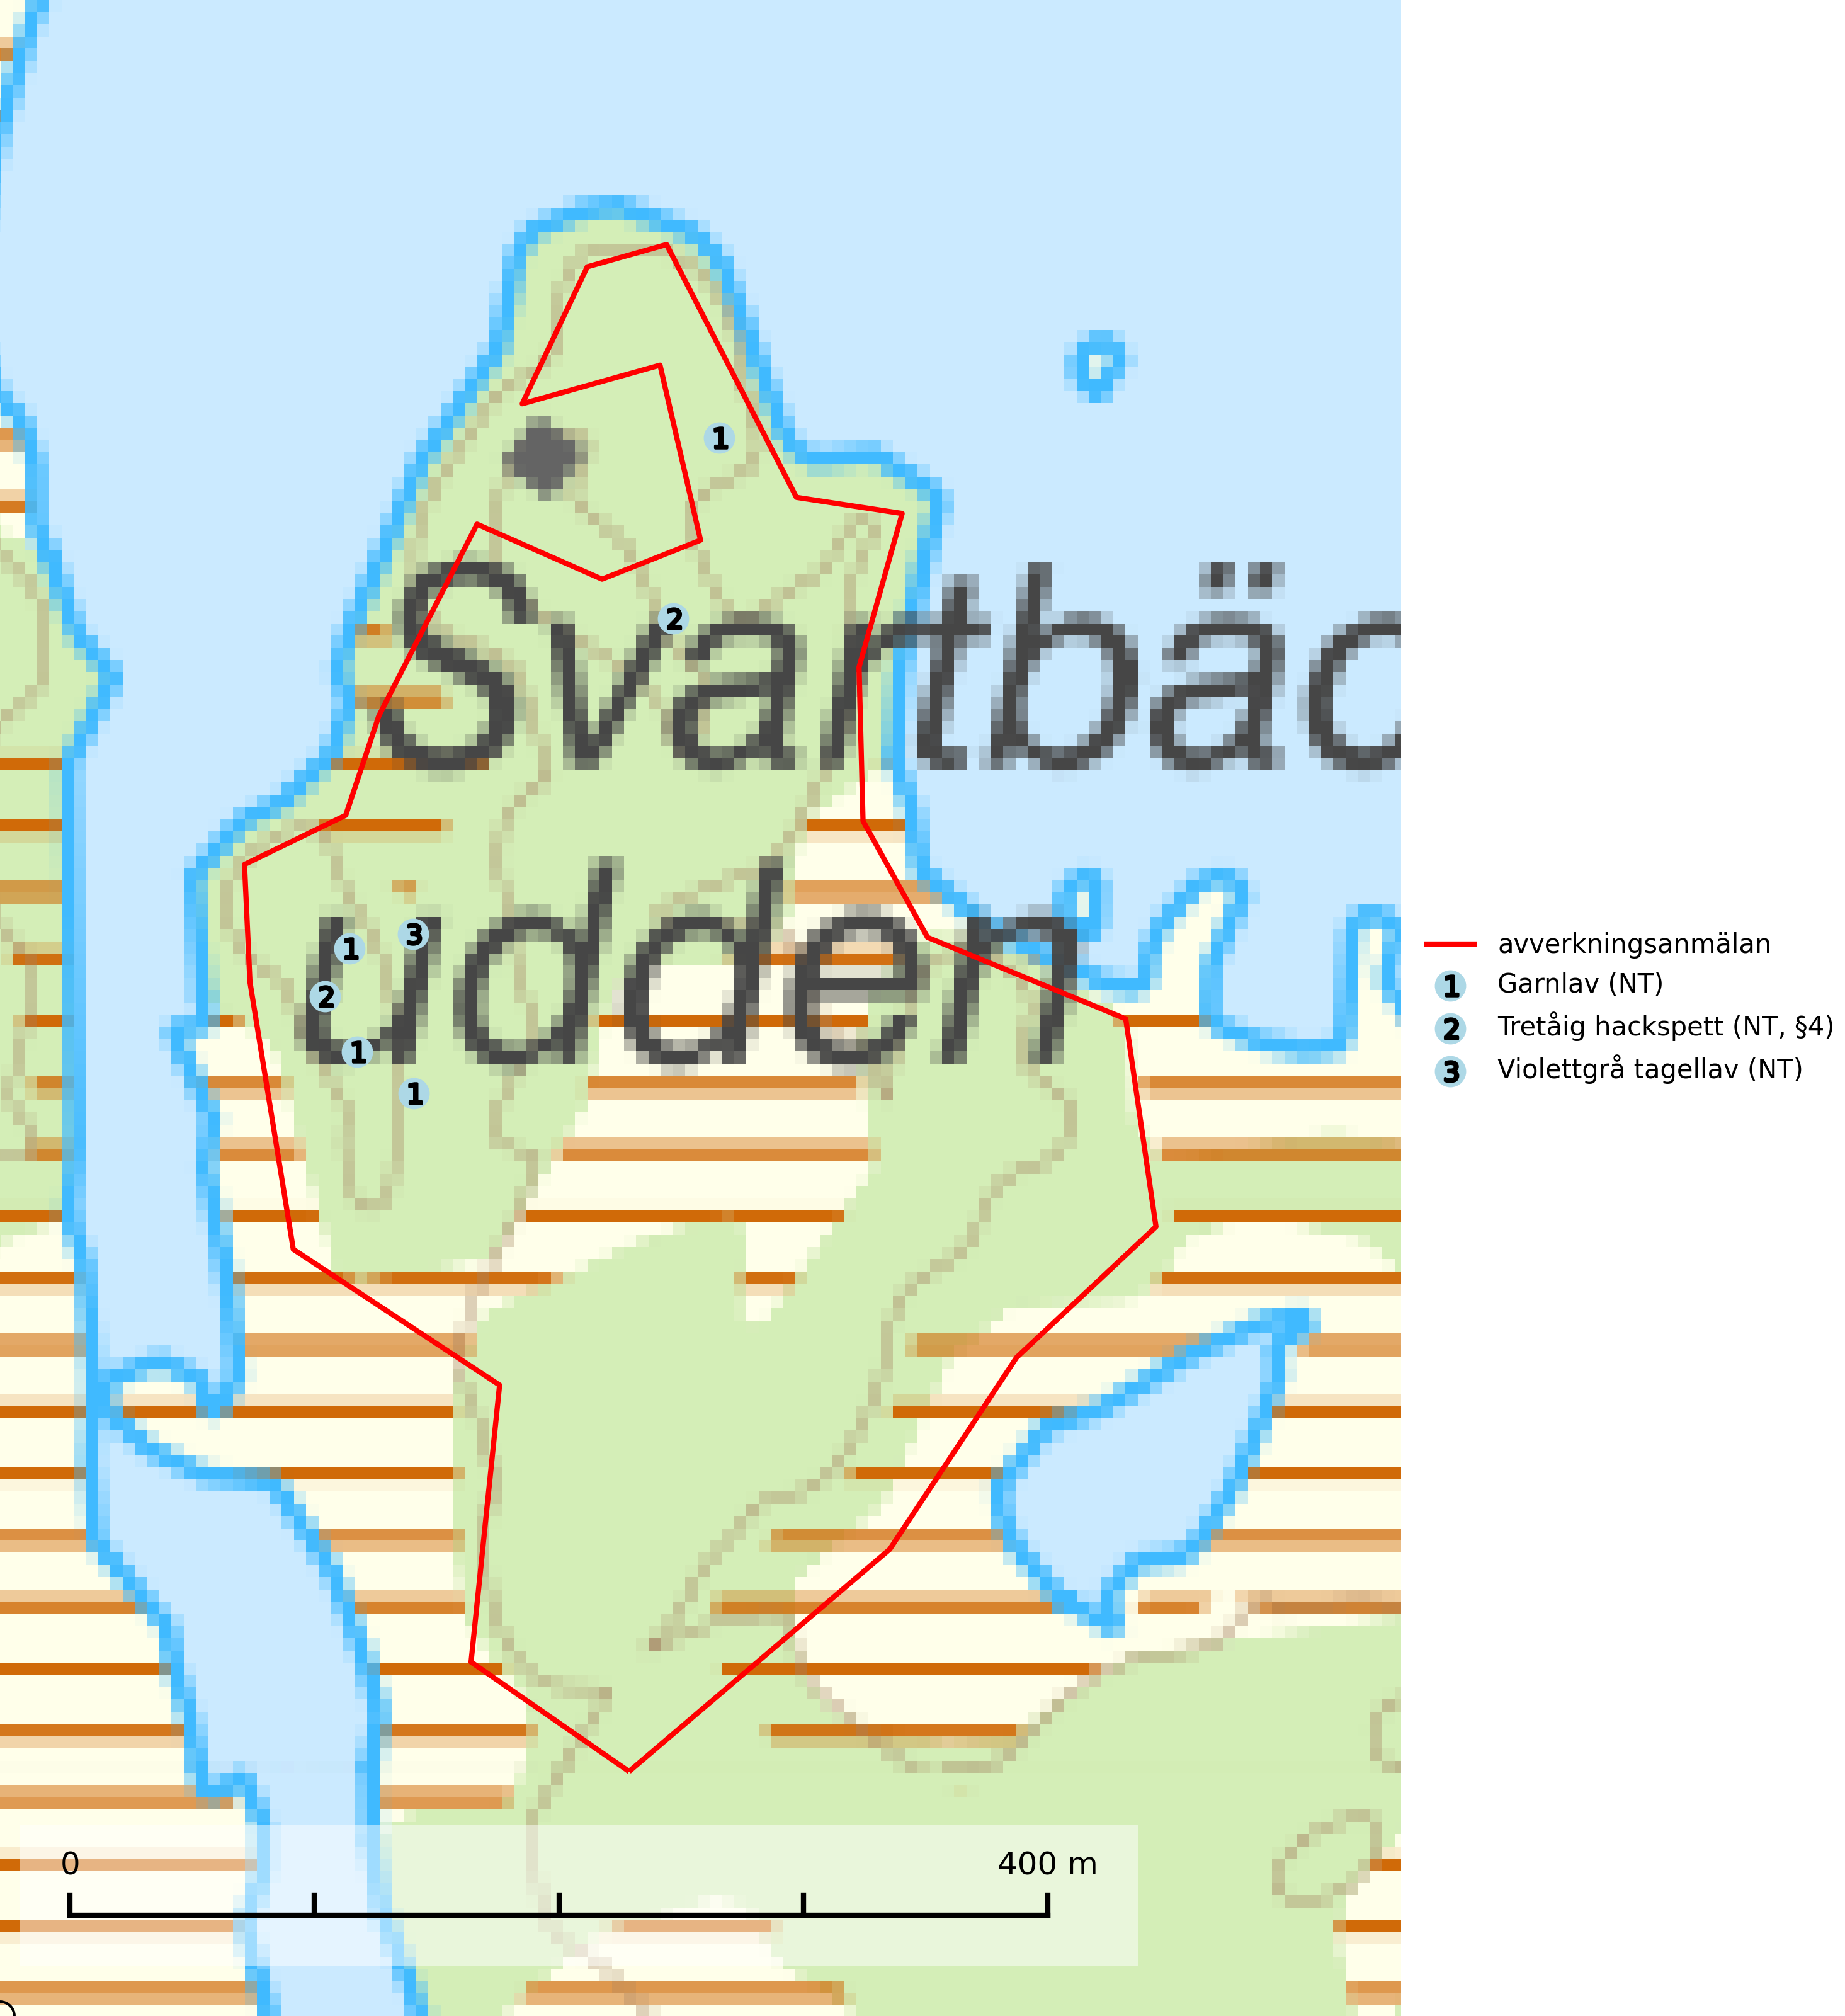 1
2
Svartbäc
udden
1
3
2
1
1
avverkningsanmälan
1 Garnlav (NT)
2 Tretåig hackspett (NT, §4)
3 Violettgrå tagellav (NT)
0 400 m